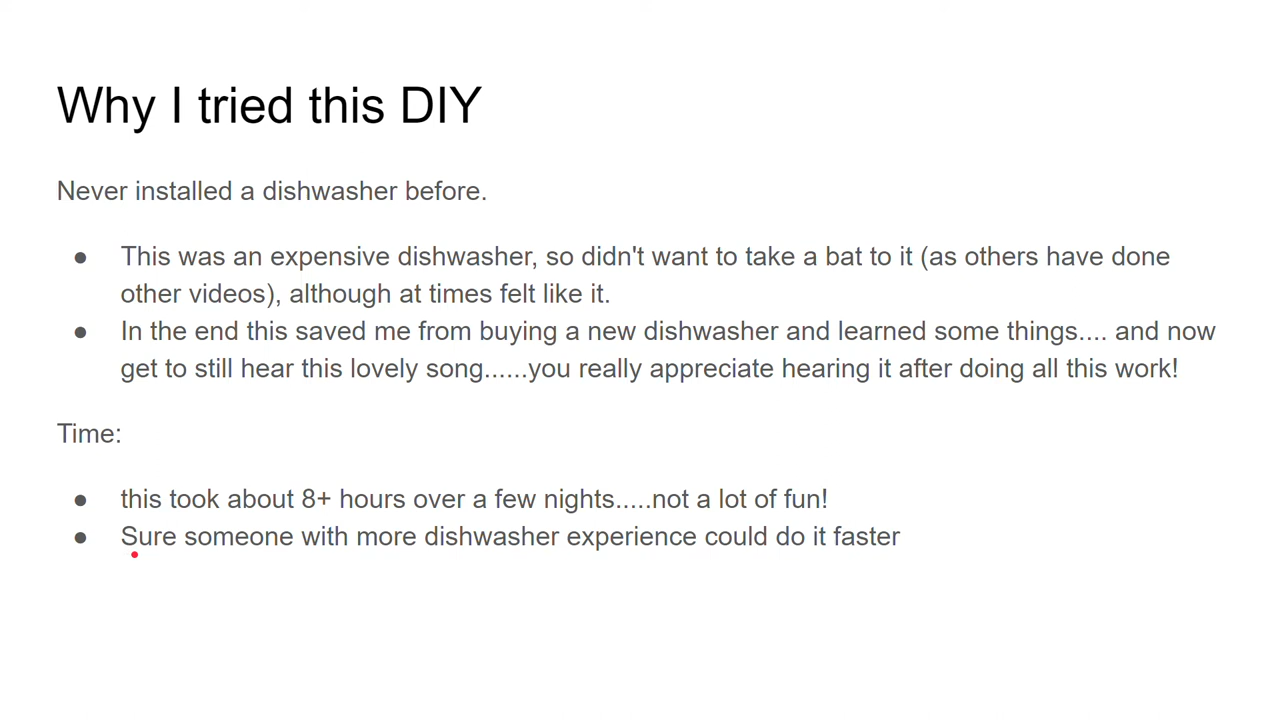 Why I tried this DIY
Never installed a dishwasher before.
● This was an expensive dishwasher, so didn't want to take a bat to it (as others have done
other videos), although at times felt like it.
● In the end this saved me from buying a new dishwasher and learned some things.... and now
get to still hear this lovely song......you really appreciate hearing it after doing all this work!
Time:
● this took about 8+ hours over a few nights.....not a lot of fun!
● Sure someone with more dishwasher experience could do it faster